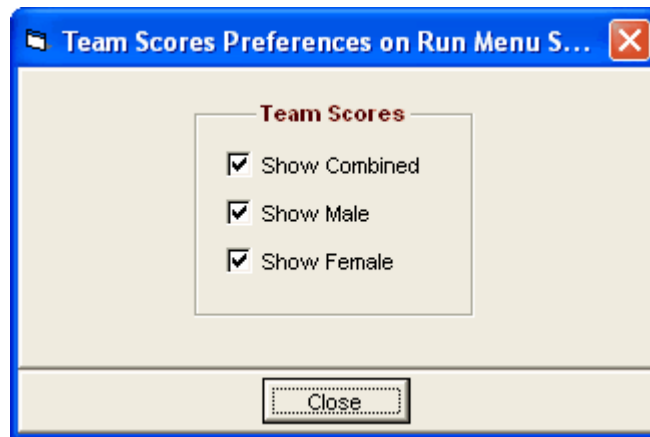 Team Scores Preferences on Run Menu S...
Team Scores
Show Combined
Show Male
Show Female
Close